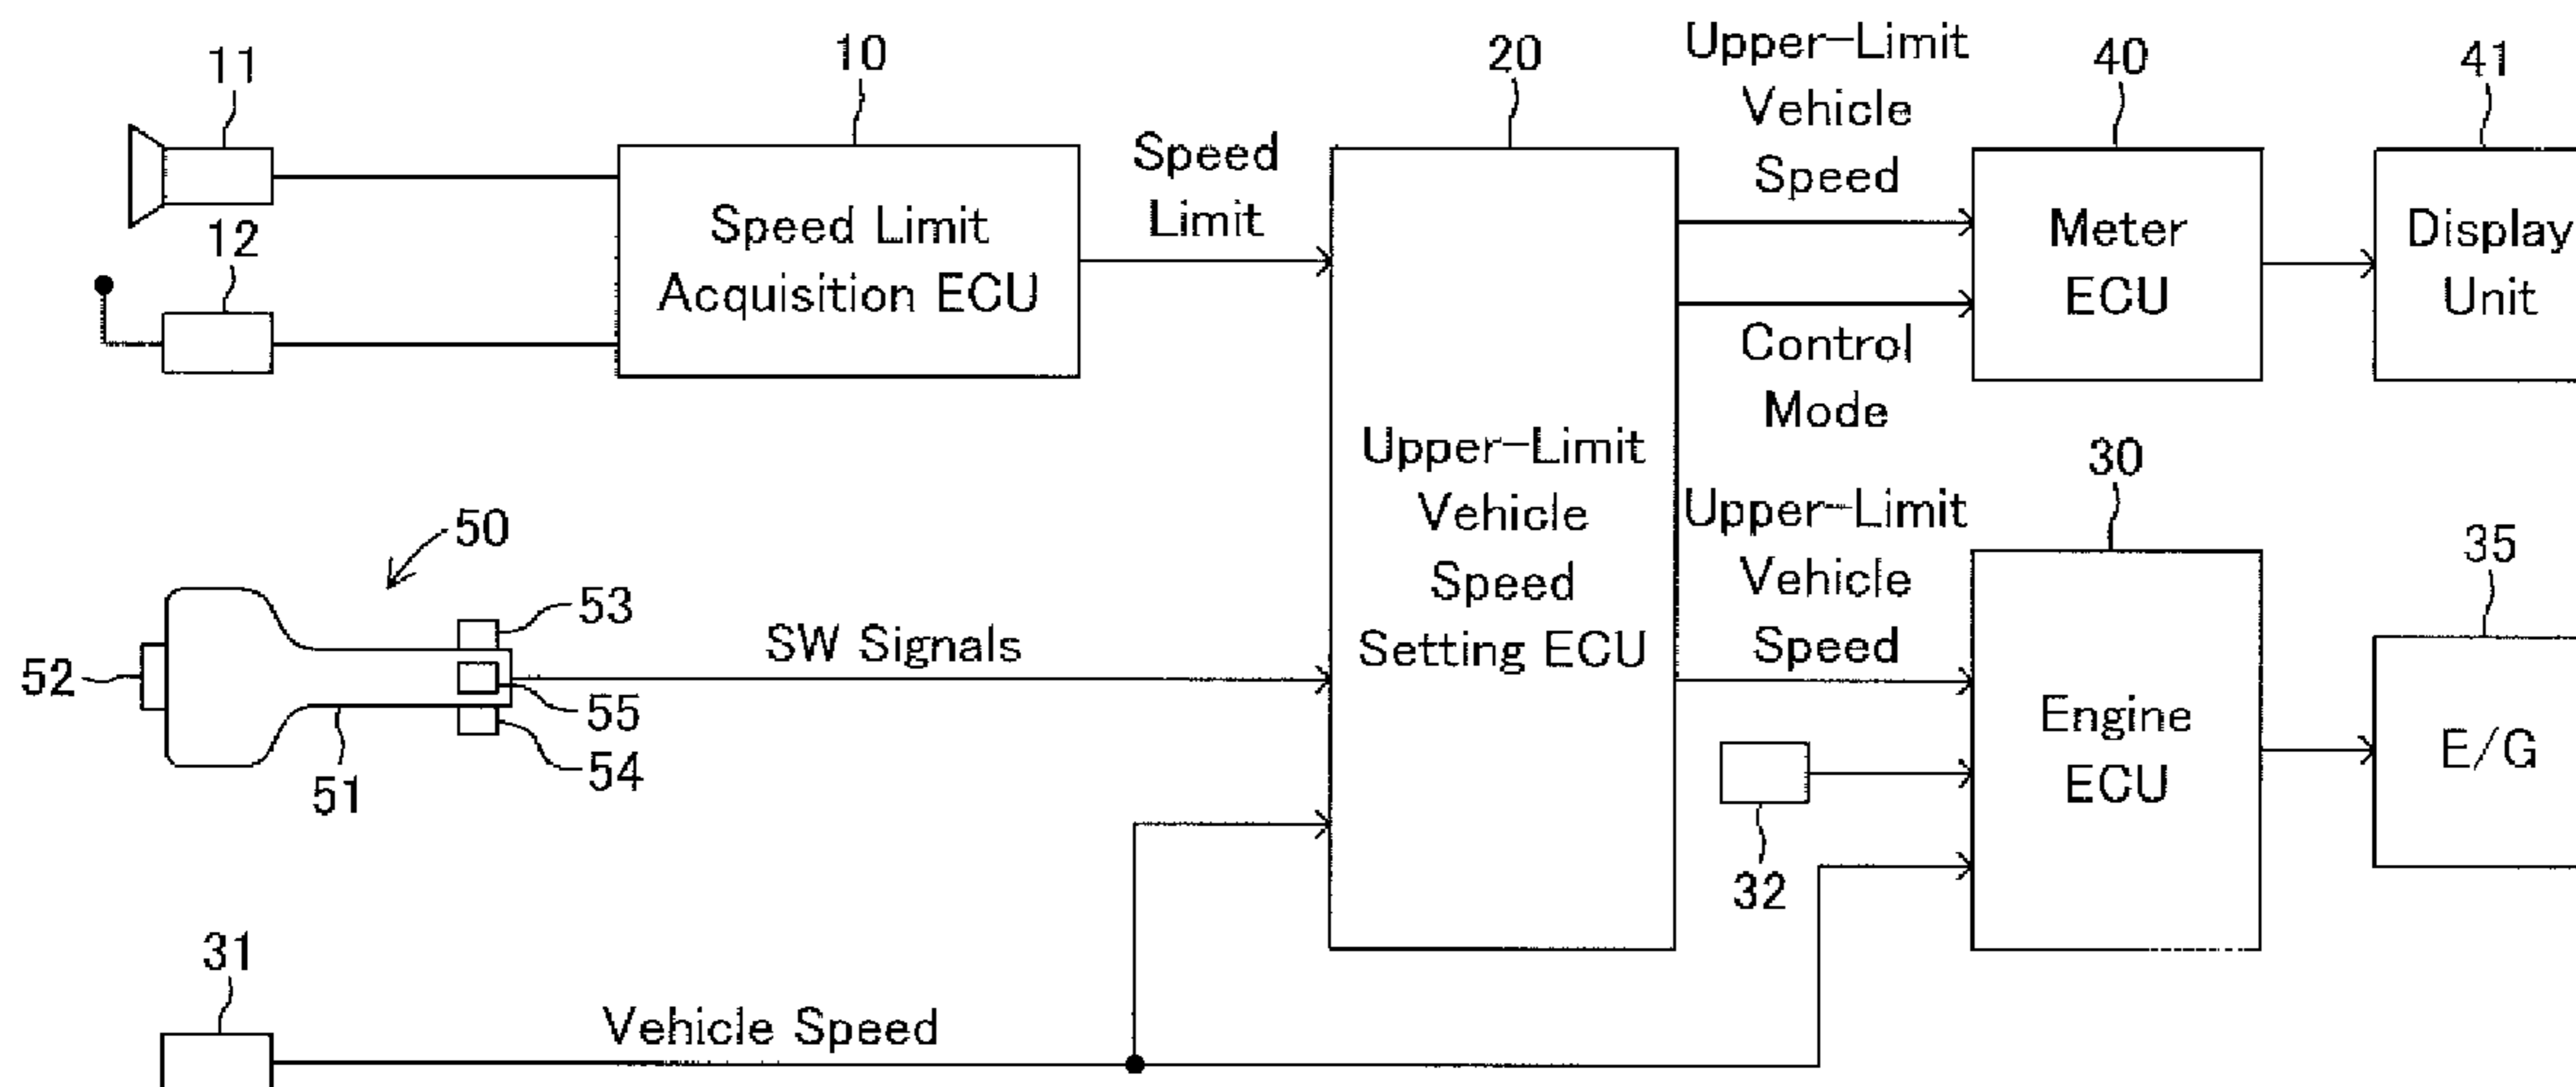 11
10
20
Upper-Limit
Vehicle
Speed
40
41
Speed
Limit
12
Speed Limit
Acquisition ECU
Meter
ECU
Display
Unit
Control
Mode
50
53
52
55
54
51
SW Signals
Upper-Limit
Vehicle
Speed
Setting ECU
Upper-Limit
Vehicle
Speed
30
35
Engine
ECU
E/G
32
31
Vehicle Speed